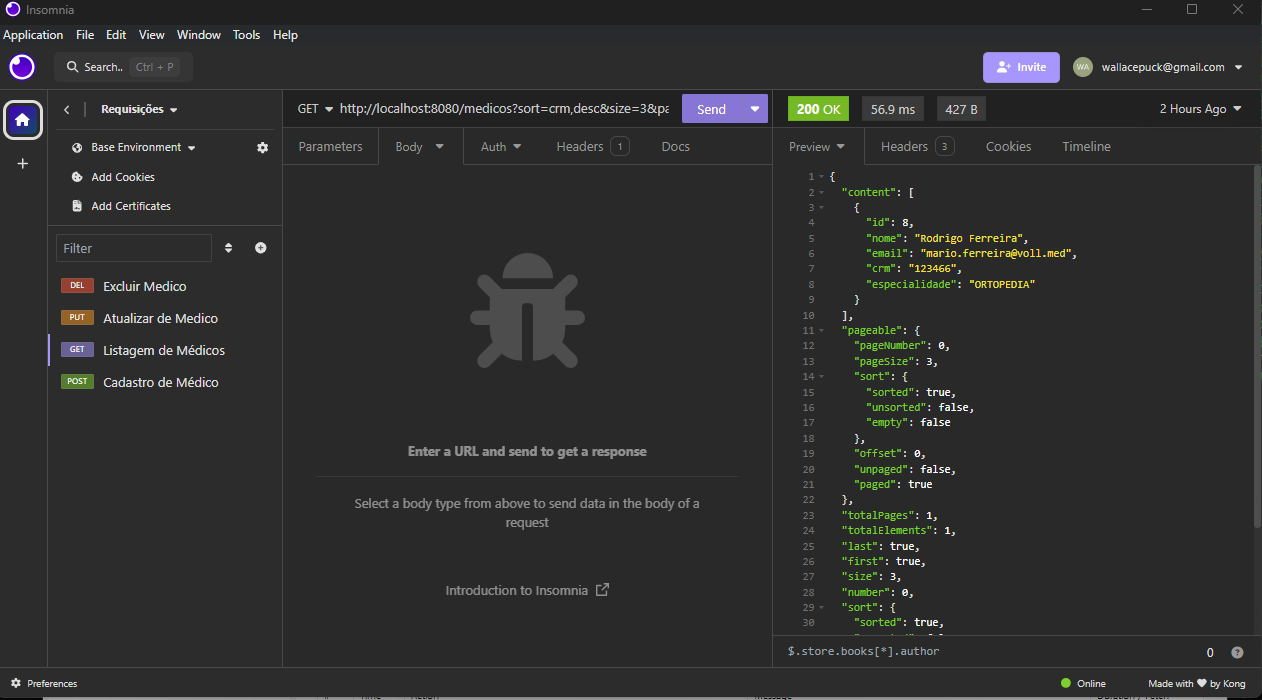 Insomnia
Application File Edit View Window Tools Help
Search.. Ctrl + P
Invite
WA wallacepuck@gmail.com
Requisições
Base Environment
Add Cookies
Add Certificates
Filter
DEL Excluir Medico
PUT Atualizar de Medico
GET Listagem de Médicos
POST Cadastro de Médico
GET http://localhost:8080/medicos?sort=crm,desc&size=3&pa
Send
Parameters Body Auth Headers 1 Docs
Enter a URL and send to get a response
Select a body type from above to send data in the body of a
request
Introduction to Insomnia
200 OK 56.9 ms 427 B 2 Hours Ago
Preview Headers 3 Cookies Timeline
1 {
2 "content": [
3 {
4 "id": 8,
5 "nome": "Rodrigo Ferreira",
6 "email": "mario.ferreira@voll.med",
7 "crm": "123466",
8 "especialidade": "ORTOPEDIA"
9 }
10 ],
11 "pageable": {
12 "pageNumber": 0,
13 "pageSize": 3,
14 "sort": {
15 "sorted": true,
16 "unsorted": false,
17 "empty": false
18 },
19 "offset": 0,
20 "unpaged": false,
21 "paged": true
22 },
23 "totalPages": 1,
24 "totalElements": 1,
25 "last": true,
26 "first": true,
27 "size": 3,
28 "number": 0,
29 "sort": {
30 "sorted": true,
$.store.books[*].author 0
Preferences
Online
Made with ♥ by Kong